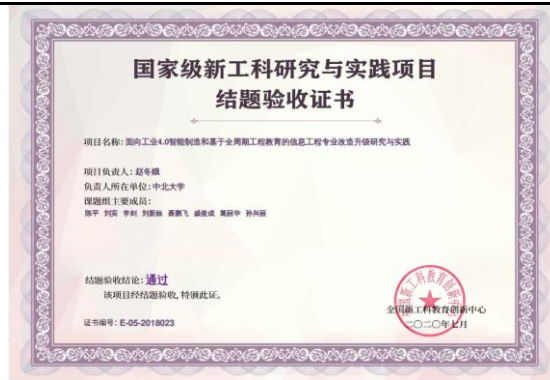 国家级新工科研究与实践项目
结题验收证书
项目名称：面向工业4.0智能制造和基于全周期工程教育的信息工程专业改造升级研究与实践
项目负责人：赵冬娥
负责人所在单位：中北大学
课题组主要成员：
陈平 刘宾 李剑 刘新妹 聂鹏飞 戚俊成 葛丽华 孙兴丽
结题验收结论：通过
该项目经结题验收，特颁此证。
全国新工科教育创新中心
证书编号：E-05-2018023
二〇二〇年七月